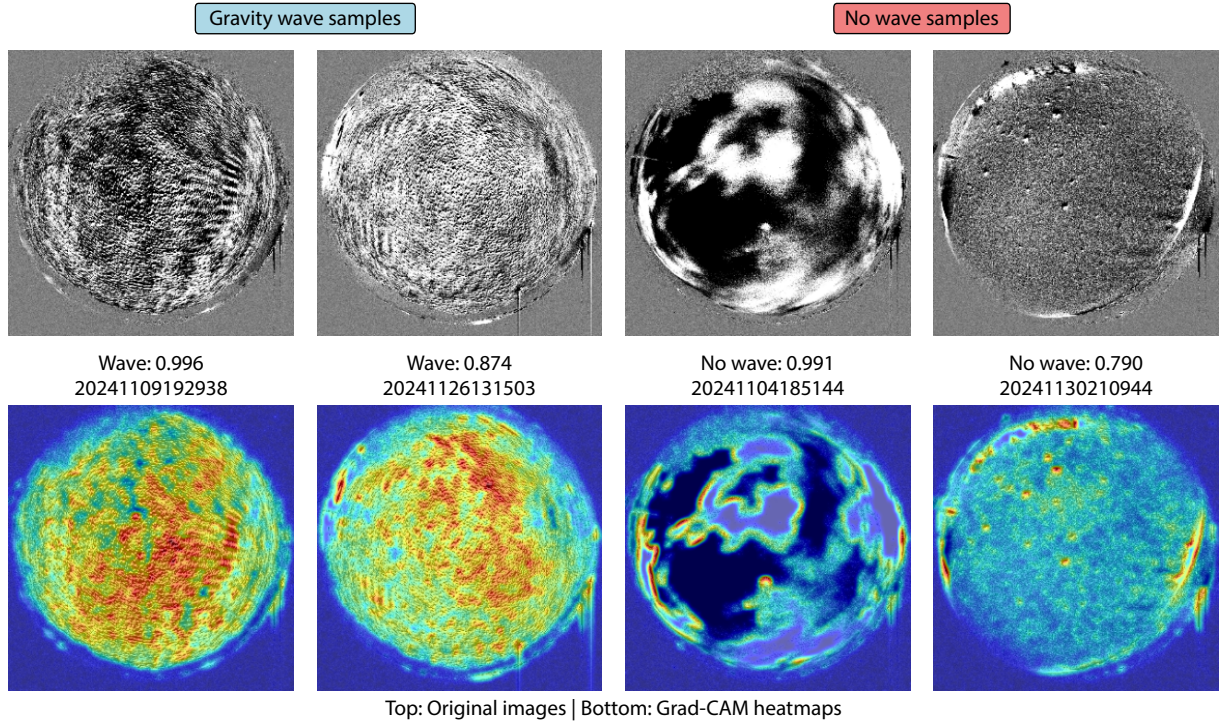 Gravity wave samples
No wave samples
Wave: 0.996
20241109192938
Wave: 0.874
20241126131503
No wave: 0.991
20241104185144
No wave: 0.790
20241130210944
Top: Original images | Bottom: Grad-CAM heatmaps